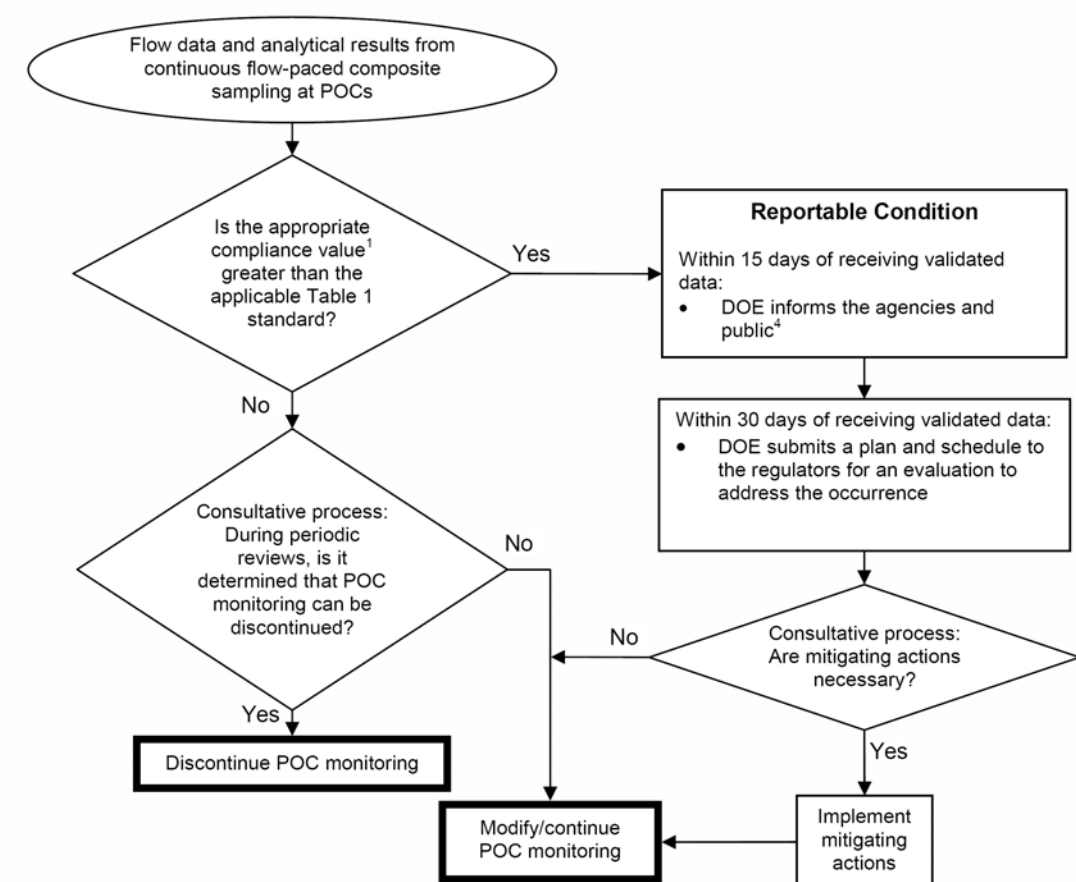 Flow data and analytical results from
continuous flow-paced composite
sampling at POCs
Is the appropriate
compliance value¹
greater than the
applicable Table 1
standard?
Yes
Reportable Condition
Within 15 days of receiving validated
data:
• DOE informs the agencies and
public⁴
No
Within 30 days of receiving validated data:
• DOE submits a plan and schedule to
the regulators for an evaluation to
address the occurrence
Consultative process:
During periodic
reviews, is it
determined that POC
monitoring can be
discontinued?
No
No
Consultative process:
Are mitigating actions
necessary?
Yes
Discontinue POC monitoring
Yes
Modify/continue
POC monitoring
Implement
mitigating
actions